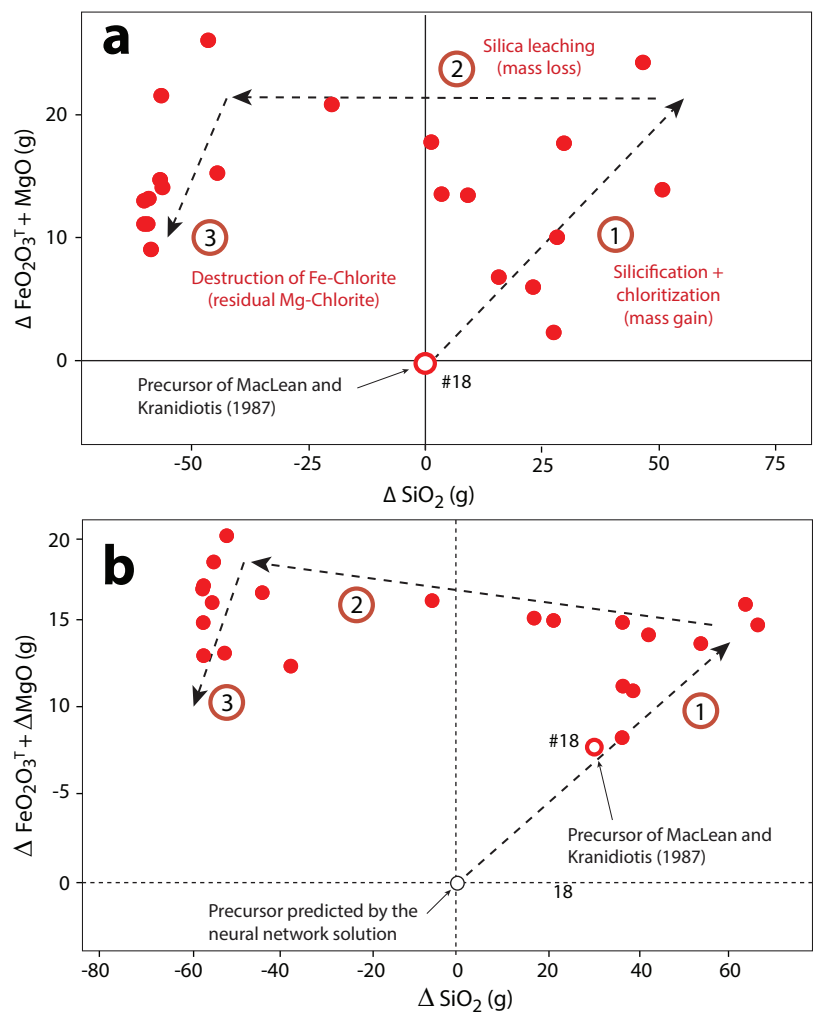 a
Silica leaching
(mass loss)
2
20
Δ FeO₂O₃ᵀ + MgO (g)
10
3
1
Destruction of Fe-Chlorite
(residual Mg-Chlorite)
Silicification +
chloritization
(mass gain)
0
#18
Precursor of MacLean and
Kranidiotis (1987)
-50
-25
0
25
50
75
Δ SiO₂ (g)
b
20
2
15
Δ FeO₂O₃ᵀ + ΔMgO (g)
10
3
1
#18
-5
Precursor of MacLean and
Kranidiotis (1987)
0
18
Precursor predicted by the
neural network solution
-80
-60
-40
-20
0
20
40
60
Δ SiO₂ (g)